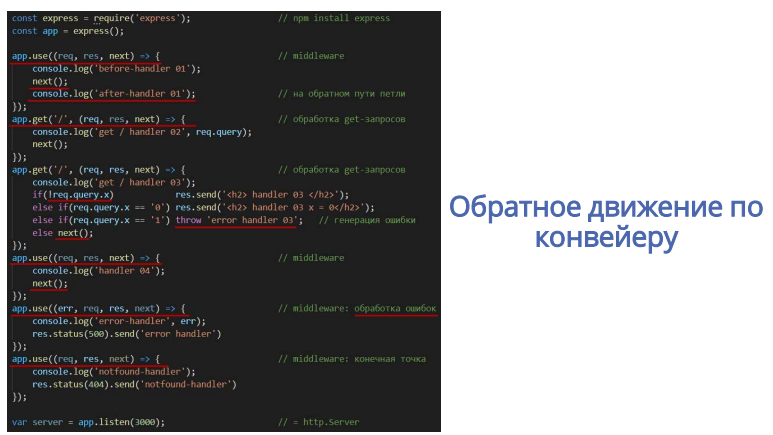 const express = require('express'); // npm install express
const app = express();
app.use((req, res, next) => { // middleware
console.log('before-handler 01');
next();
console.log('after-handler 01'); // на обратном пути петли
});
app.get('/', (req, res, next) => { // обработка get-запросов
console.log('get / handler 02', req.query);
next();
});
app.get('/', (req, res, next) => { // обработка get-запросов
console.log('get / handler 03');
if(!req.query.x) res.send('<h2> handler 03 </h2>');
else if(req.query.x == '0') res.send('<h2> handler 03 x = 0</h2>');
else if(req.query.x == '1') throw 'error handler 03'; // генерация ошибки
else next();
});
app.use((req, res, next) => { // middleware
console.log('handler 04');
next();
});
app.use((err, req, res, next) => { // middleware: обработка ошибок
console.log('error-handler', err);
res.status(500).send('error handler')
});
app.use((req, res, next) => { // middleware: конечная точка
console.log('notfound-handler');
res.status(404).send('notfound-handler')
});
var server = app.listen(3000); // = http.Server
Обратное движение по
конвейеру